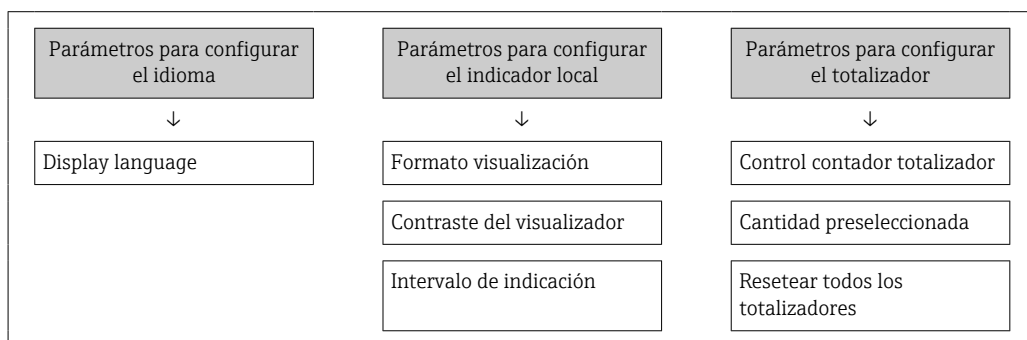 Parámetros para configurar
el idioma
Parámetros para configurar
el indicador local
Parámetros para configurar
el totalizador
↓
↓
↓
Display language
Formato visualización
Control contador totalizador
Contraste del visualizador
Cantidad preseleccionada
Intervalo de indicación
Resetear todos los
totalizadores